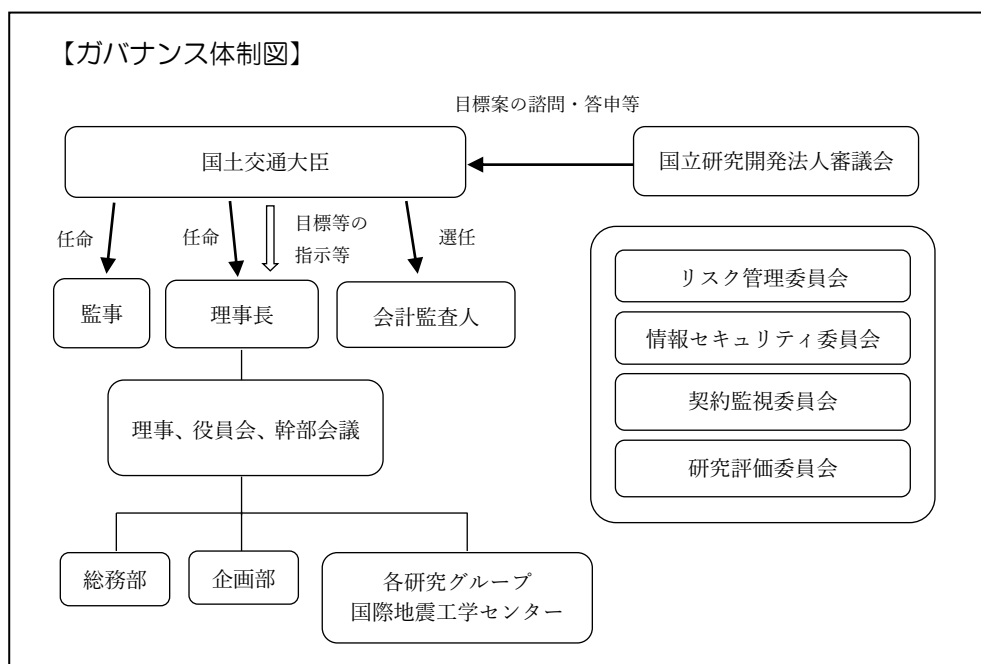 【ガバナンス体制図】
目標案の諮問・答申等
国土交通大臣
国立研究開発法人審議会
任命
任命
目標等の
指示等
選任
監事
理事長
会計監査人
リスク管理委員会
情報セキュリティ委員会
契約監視委員会
研究評価委員会
理事、役員会、幹部会議
総務部
企画部
各研究グループ
国際地震工学センター